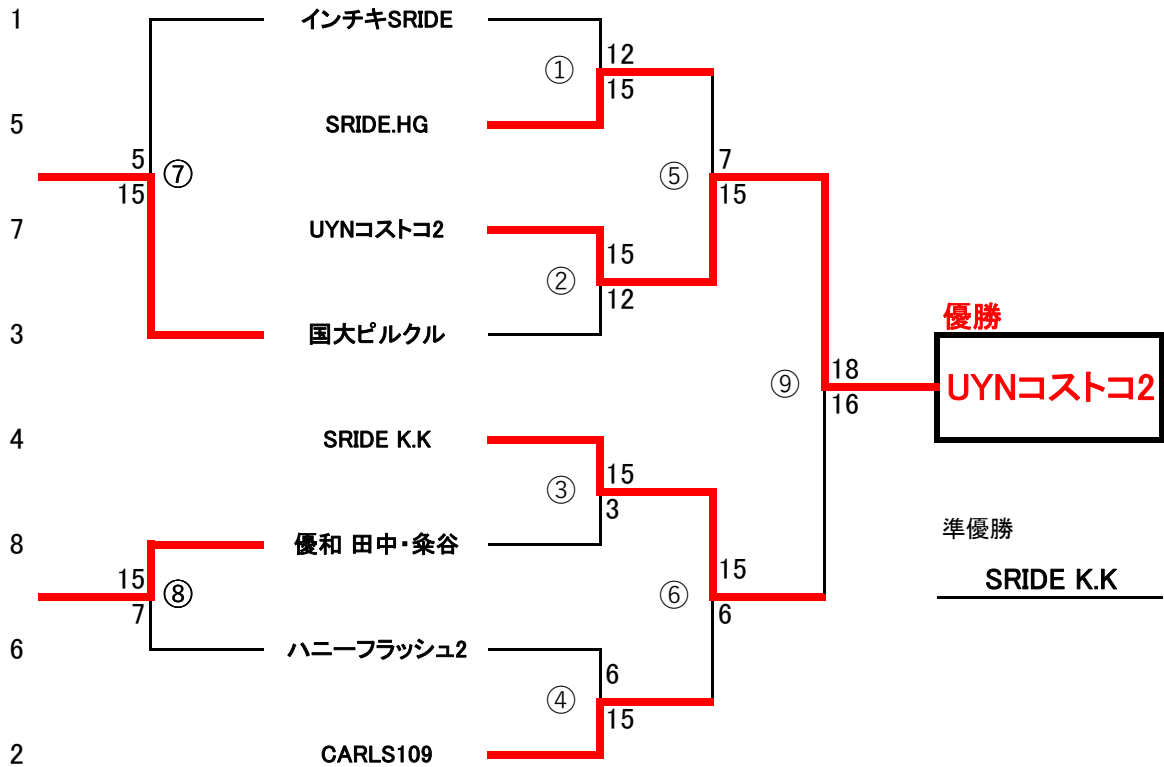 1 インチキSRIDE
12
①
15
5 SRIDE.HG
5 ⑦
15
7
⑤
15
7 UYNコストコ2
15
②
12
3 国大ピルクル
優勝
18
⑨
16
UYNコストコ2
4 SRIDE K.K
15
③
3
8 優和 田中・粂谷
準優勝
SRIDE K.K
15
⑧
7
15
⑥
6
6 ハニーフラッシュ2
6
④
15
2 CARLS109